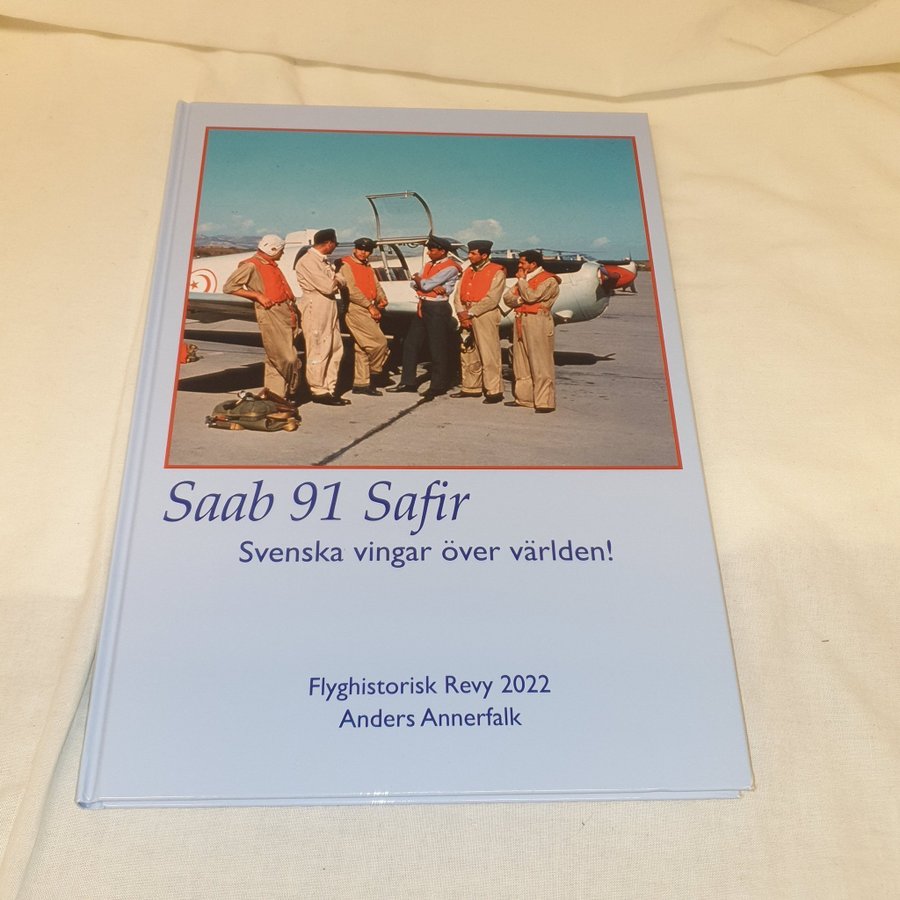 Saab 91 Safir
Svenska vingar över världen!
Flyghistorisk Revy 2022
Anders Annerfalk